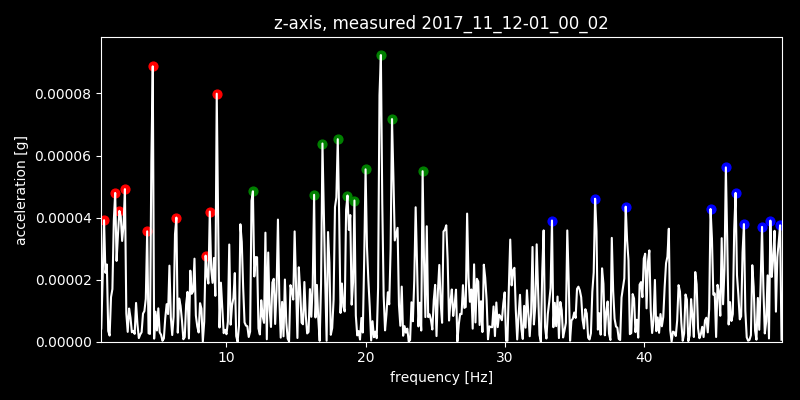 z-axis, measured 2017_11_12-01_00_02
0.00008
0.00006
0.00004
0.00002
0.00000
acceleration [g]
10 20 30 40
frequency [Hz]